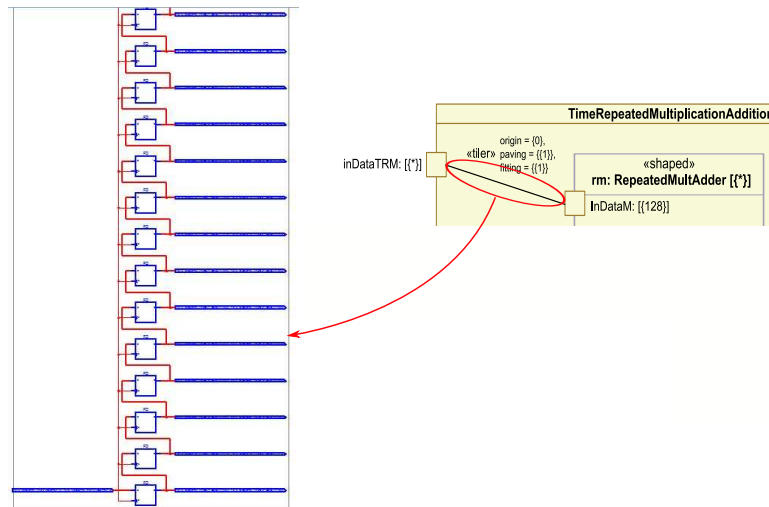 TimeRepeatedMultiplicationAddition
origin = {0},
«tiler» paving = {{1}},
fitting = {{1}}
inDataTRM: [{*}]
«shaped»
rm: RepeatedMultAdder [{*}]
InDataM: [{128}]